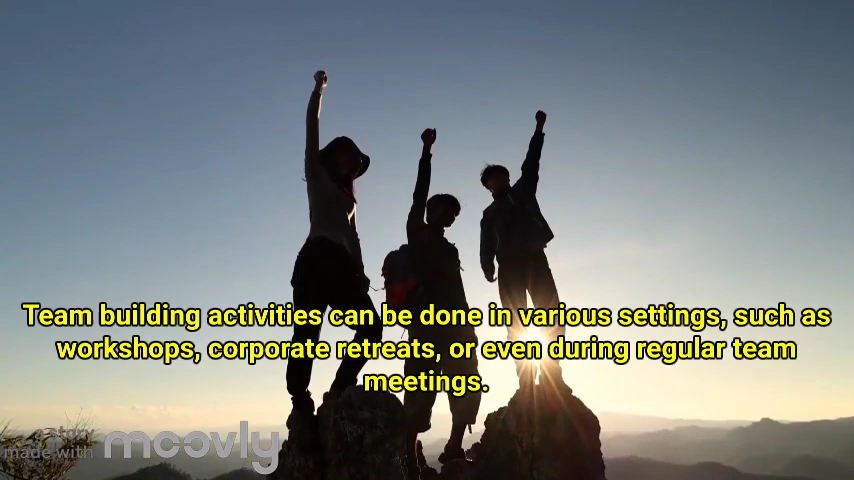 Team building activities can be done in various settings, such as
workshops, corporate retreats, or even during regular team
meetings.
made with moovly